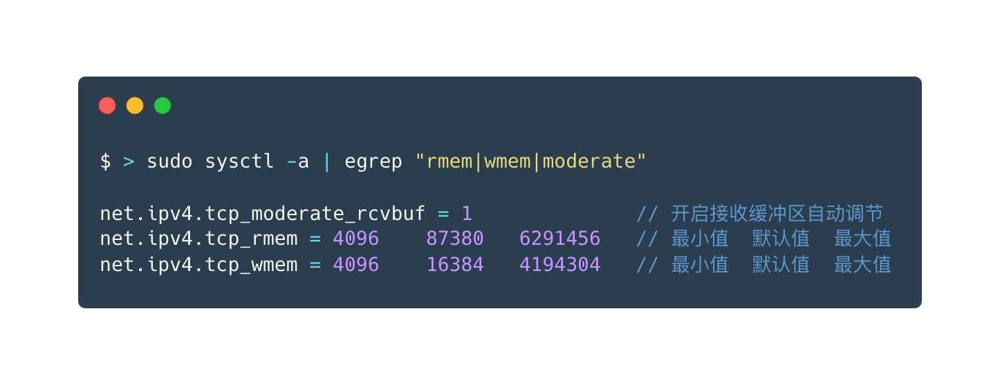 $ > sudo sysctl -a | egrep "rmem|wmem|moderate"
net.ipv4.tcp_moderate_rcvbuf = 1 // 开启接收缓冲区自动调节
net.ipv4.tcp_rmem = 4096 87380 6291456 // 最小值 默认值 最大值
net.ipv4.tcp_wmem = 4096 16384 4194304 // 最小值 默认值 最大值